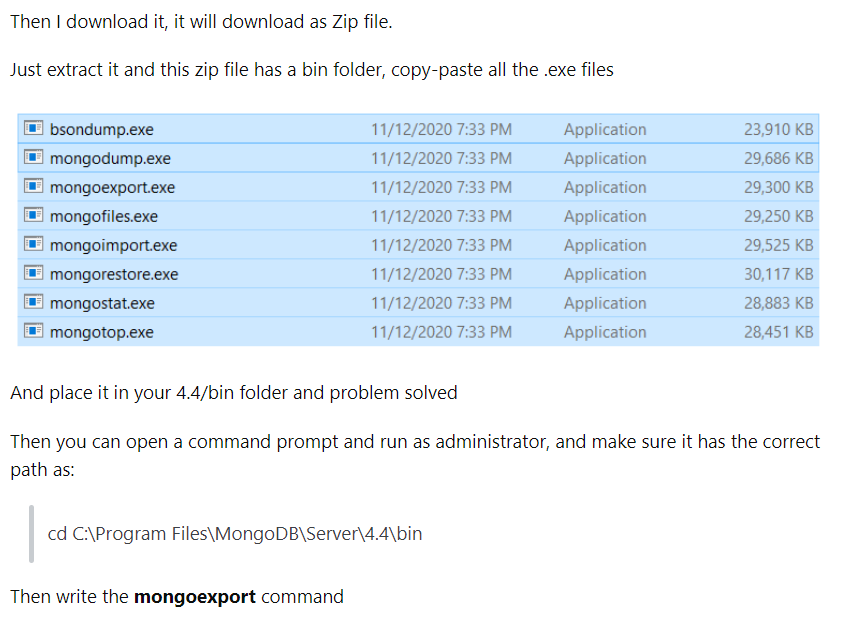 Then I download it, it will download as Zip file.
Just extract it and this zip file has a bin folder, copy-paste all the .exe files
bsondump.exe 11/12/2020 7:33 PM Application 23,910 KB
mongodump.exe 11/12/2020 7:33 PM Application 29,686 KB
mongoexport.exe 11/12/2020 7:33 PM Application 29,300 KB
mongofiles.exe 11/12/2020 7:33 PM Application 29,250 KB
mongoimport.exe 11/12/2020 7:33 PM Application 29,525 KB
mongorestore.exe 11/12/2020 7:33 PM Application 30,117 KB
mongostat.exe 11/12/2020 7:33 PM Application 28,883 KB
mongotop.exe 11/12/2020 7:33 PM Application 28,451 KB
And place it in your 4.4/bin folder and problem solved
Then you can open a command prompt and run as administrator, and make sure it has the correct
path as:
cd C:\Program Files\MongoDB\Server\4.4\bin
Then write the mongoexport command